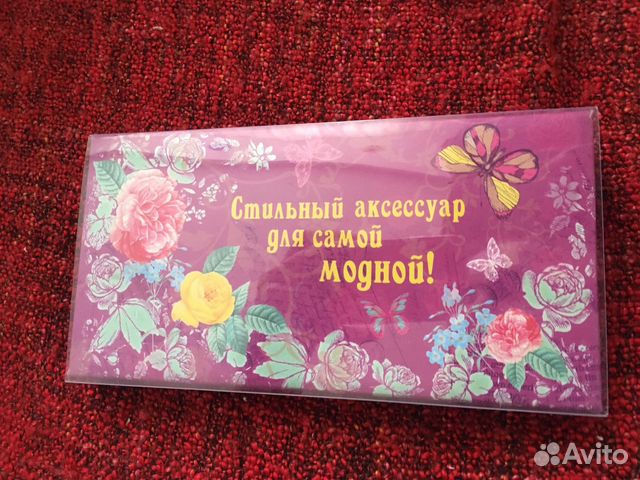 Стильный аксессуар
для самой
модной!
Avito